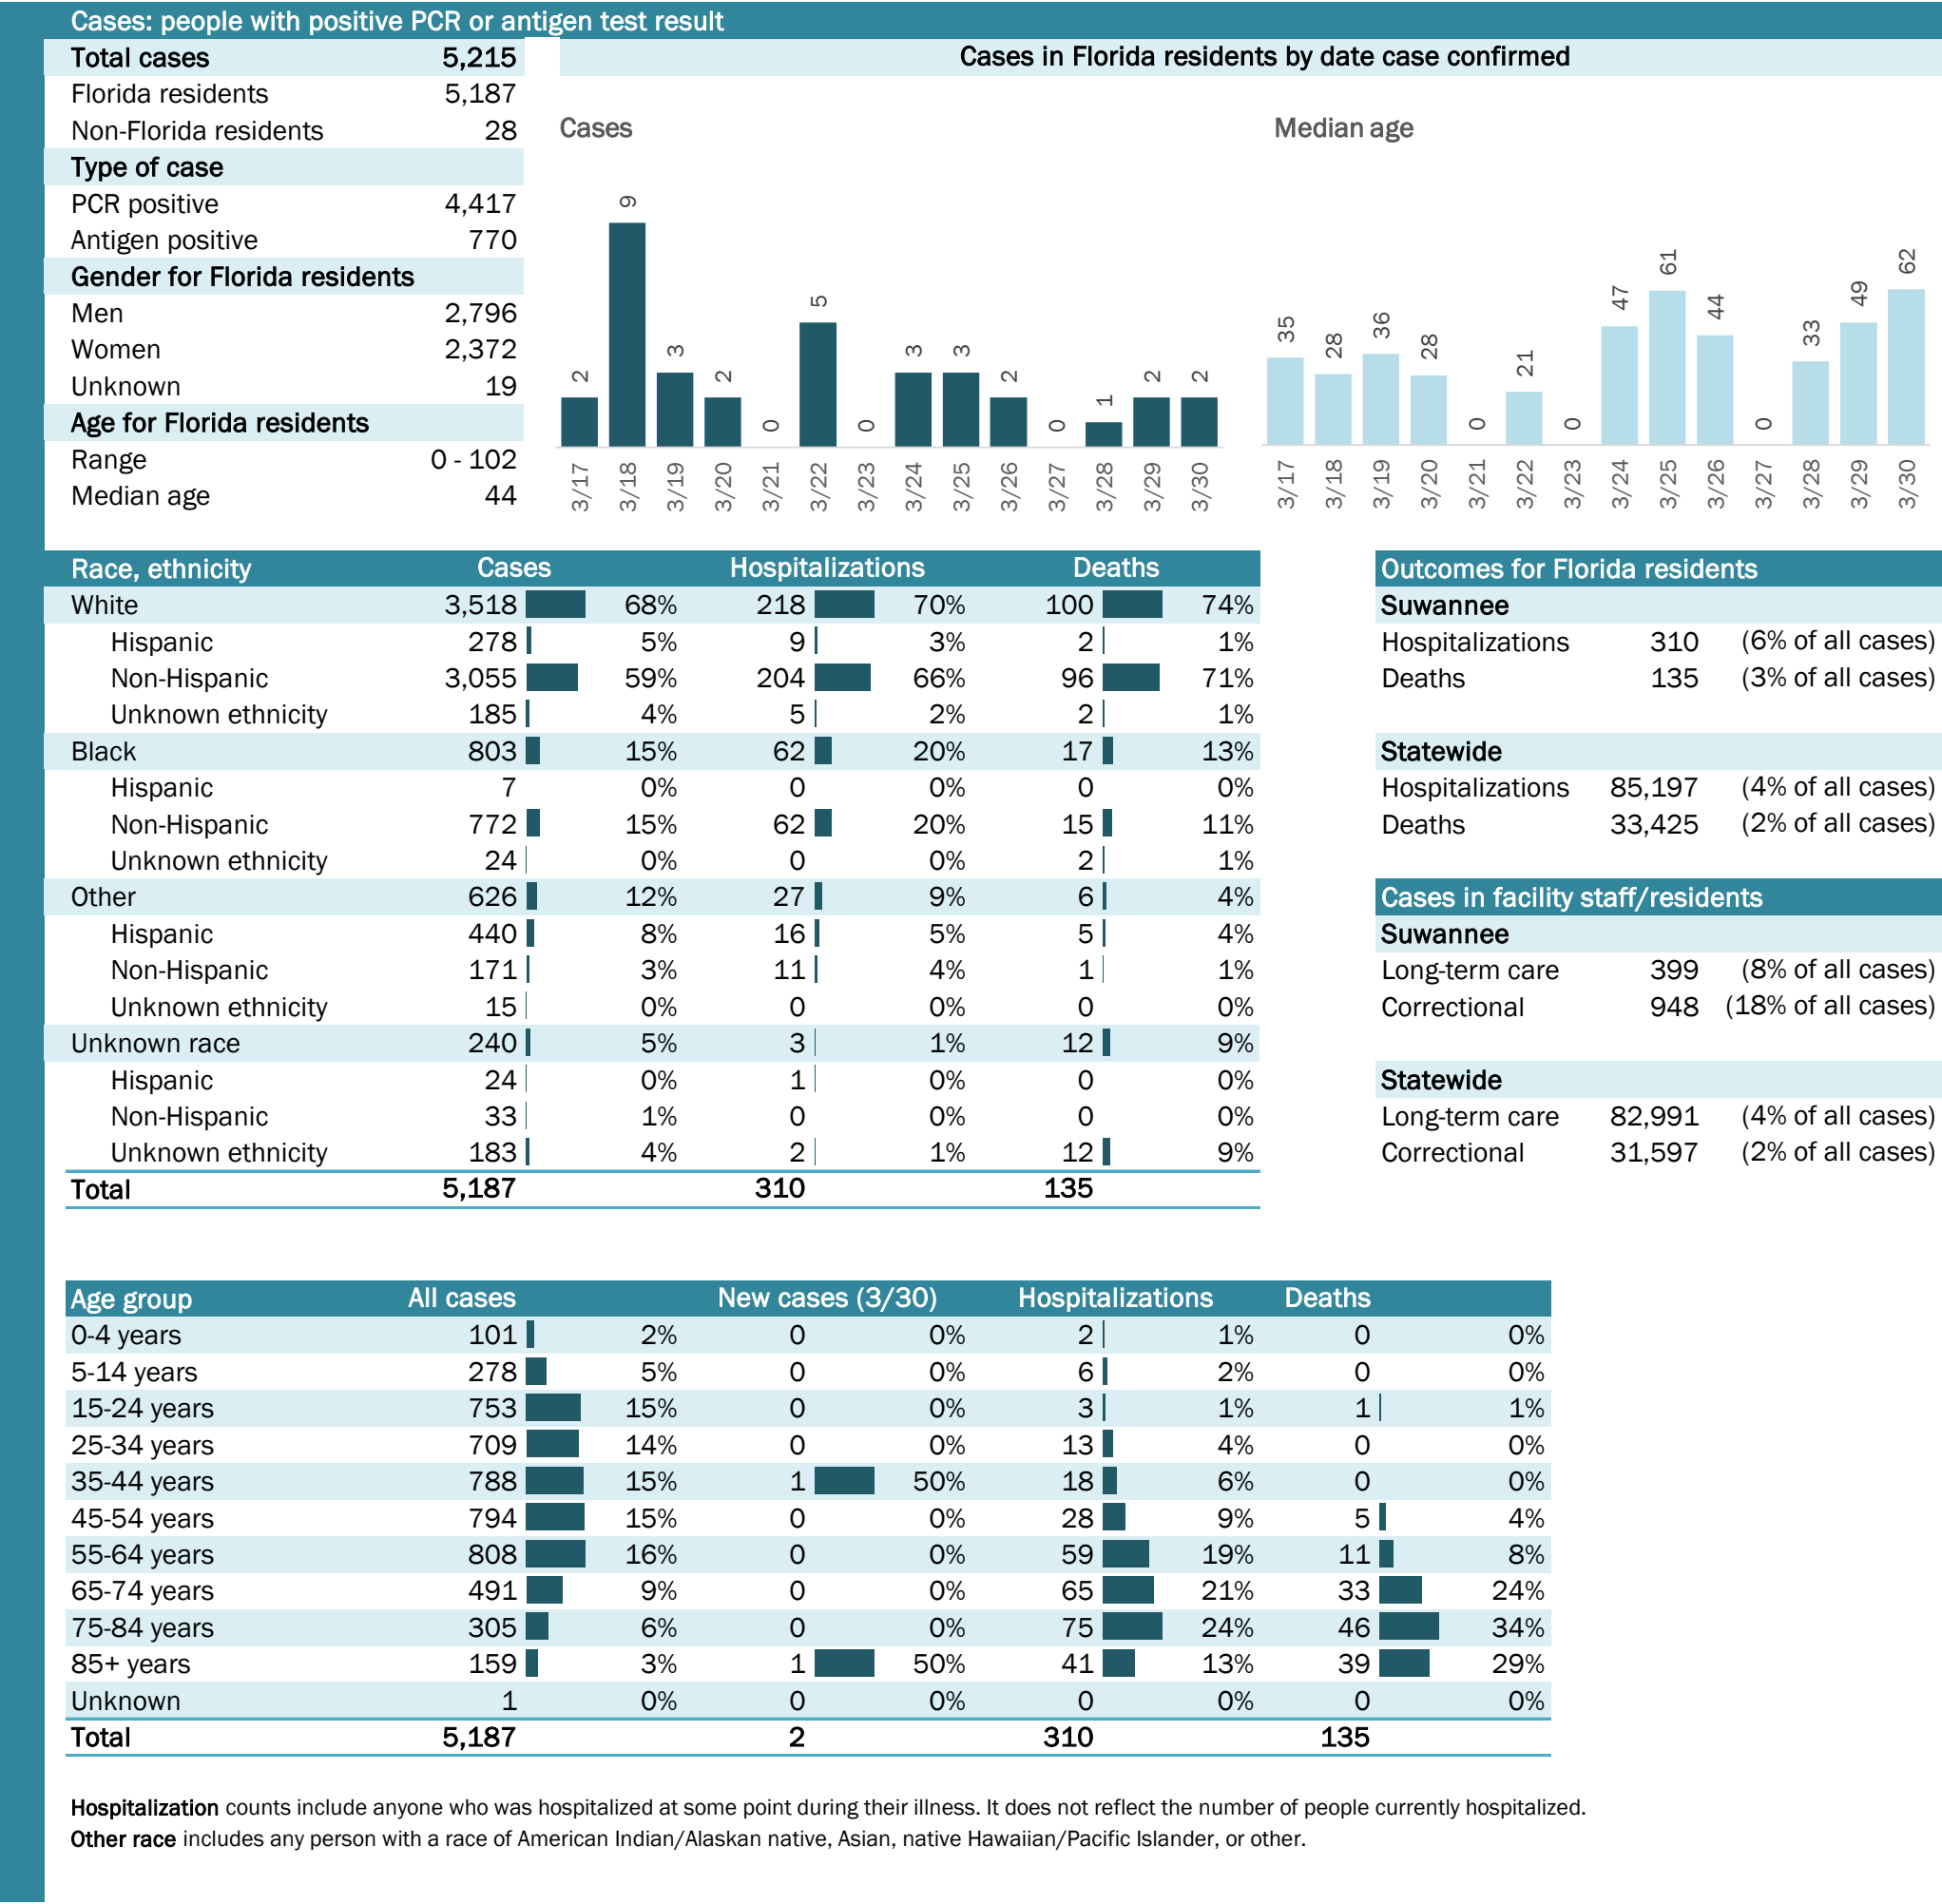 Cases: people with positive PCR or antigen test result
Total cases 5,215
Florida residents 5,187
Non-Florida residents 28
Type of case
PCR positive 4,417
Antigen positive 770
Gender for Florida residents
Men 2,796
Women 2,372
Unknown 19
Age for Florida residents
Range 0 - 102
Median age 44
Cases in Florida residents by date case confirmed
Cases
2 9 3 2 0 5 0 3 3 2 0 1 2 2
3/17 3/18 3/19 3/20 3/21 3/22 3/23 3/24 3/25 3/26 3/27 3/28 3/29 3/30
Median age
35 28 36 28 0 21 0 47 61 44 0 33 49 62
3/17 3/18 3/19 3/20 3/21 3/22 3/23 3/24 3/25 3/26 3/27 3/28 3/29 3/30
Race, ethnicity Cases Hospitalizations Deaths
White 3,518 68% 218 70% 100 74%
Hispanic 278 5% 9 3% 2 1%
Non-Hispanic 3,055 59% 204 66% 96 71%
Unknown ethnicity 185 4% 5 2% 2 1%
Black 803 15% 62 20% 17 13%
Hispanic 7 0% 0 0% 0 0%
Non-Hispanic 772 15% 62 20% 15 11%
Unknown ethnicity 24 0% 0 0% 2 1%
Other 626 12% 27 9% 6 4%
Hispanic 440 8% 16 5% 5 4%
Non-Hispanic 171 3% 11 4% 1 1%
Unknown ethnicity 15 0% 0 0% 0 0%
Unknown race 240 5% 3 1% 12 9%
Hispanic 24 0% 1 0% 0 0%
Non-Hispanic 33 1% 0 0% 0 0%
Unknown ethnicity 183 4% 2 1% 12 9%
Total 5,187 310 135
Outcomes for Florida residents
Suwannee
Hospitalizations 310 (6% of all cases)
Deaths 135 (3% of all cases)
Statewide
Hospitalizations 85,197 (4% of all cases)
Deaths 33,425 (2% of all cases)
Cases in facility staff/residents
Suwannee
Long-term care 399 (8% of all cases)
Correctional 948 (18% of all cases)
Statewide
Long-term care 82,991 (4% of all cases)
Correctional 31,597 (2% of all cases)
Age group All cases New cases (3/30) Hospitalizations Deaths
0-4 years 101 2% 0 0% 2 1% 0 0%
5-14 years 278 5% 0 0% 6 2% 0 0%
15-24 years 753 15% 0 0% 3 1% 1 1%
25-34 years 709 14% 0 0% 13 4% 0 0%
35-44 years 788 15% 1 50% 18 6% 0 0%
45-54 years 794 15% 0 0% 28 9% 5 4%
55-64 years 808 16% 0 0% 59 19% 11 8%
65-74 years 491 9% 0 0% 65 21% 33 24%
75-84 years 305 6% 0 0% 75 24% 46 34%
85+ years 159 3% 1 50% 41 13% 39 29%
Unknown 1 0% 0 0% 0 0% 0 0%
Total 5,187 2 310 135
Hospitalization counts include anyone who was hospitalized at some point during their illness. It does not reflect the number of people currently hospitalized.
Other race includes any person with a race of American Indian/Alaskan native, Asian, native Hawaiian/Pacific Islander, or other.